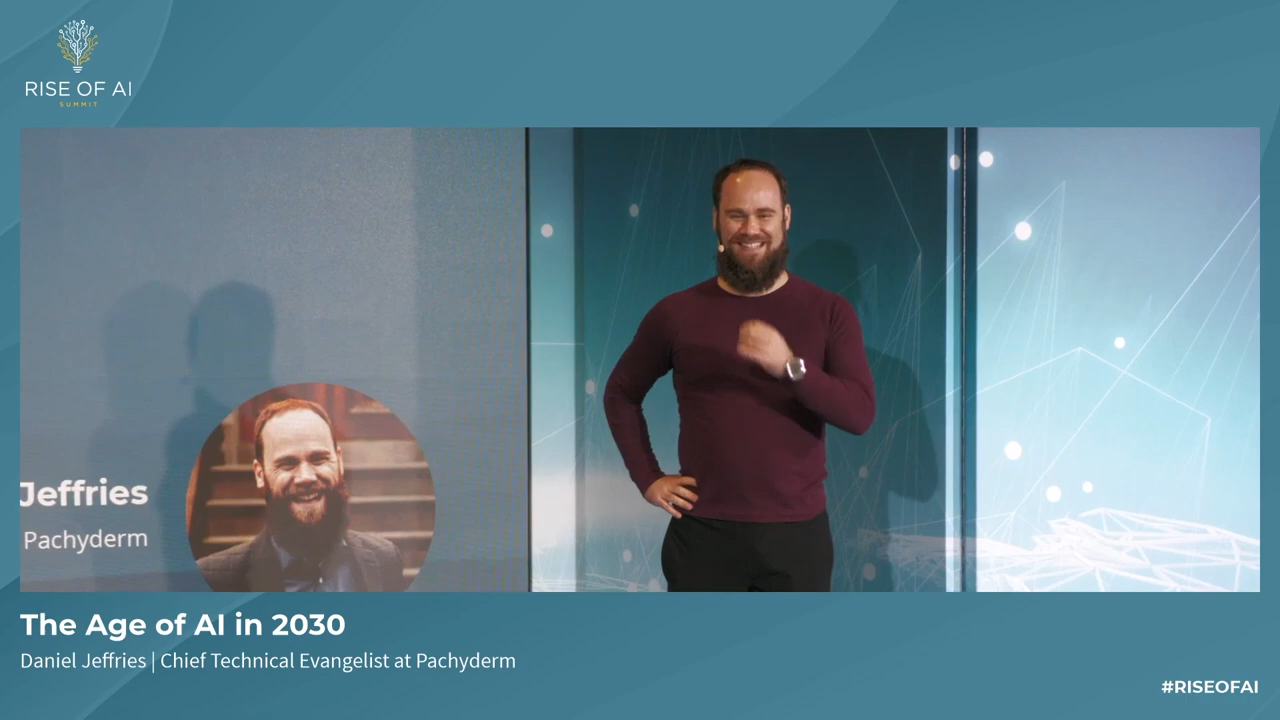 RISE OF AI
SUMMIT
Jeffries
Pachyderm
The Age of AI in 2030
Daniel Jeffries | Chief Technical Evangelist at Pachyderm
#RISEOFAI